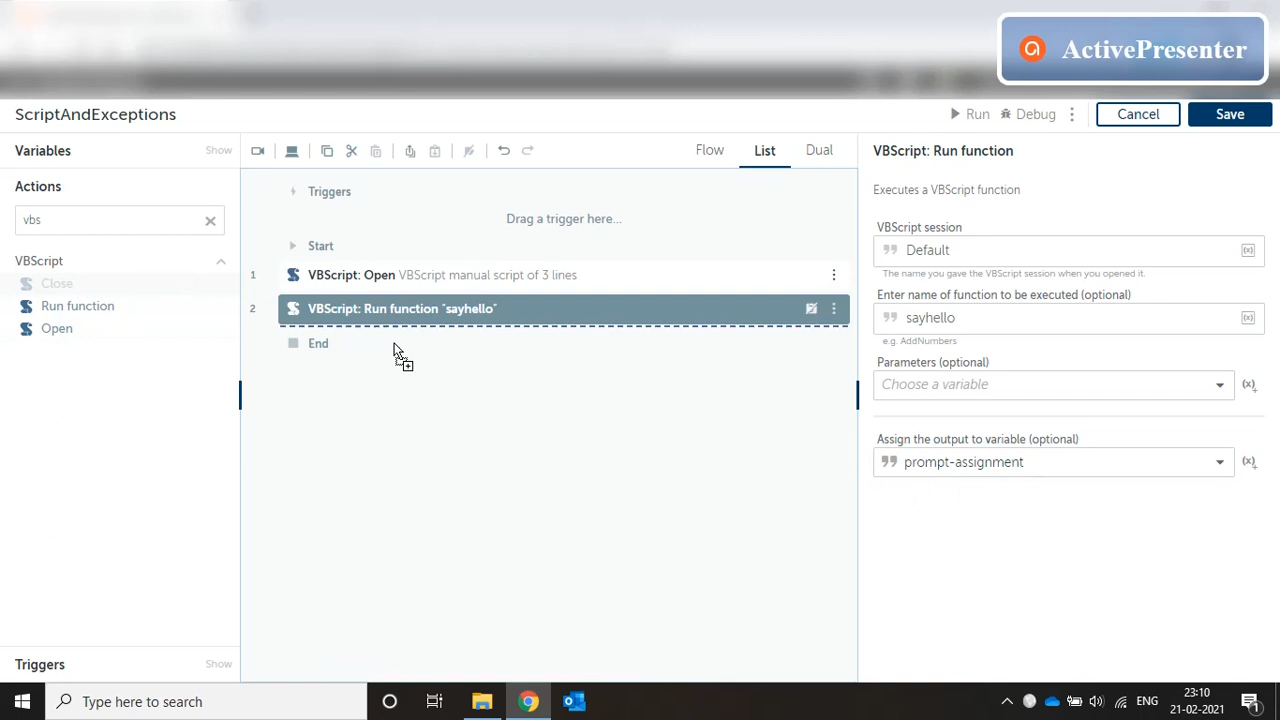 ActivePresenter
ScriptAndExceptions
Run
Debug
Cancel
Save
Variables
Show
Flow
List
Dual
VBScript: Run function
Actions
Triggers
Executes a VBScript function
vbs
Drag a trigger here...
VBScript session
Start
Default
VBScript
1
VBScript: Open VBScript manual script of 3 lines
The name you gave the VBScript session when you opened it.
Close
Enter name of function to be executed (optional)
Run function
2
VBScript: Run function "sayhello"
sayhello
Open
End
e.g. AddNumbers
Parameters (optional)
Choose a variable
Assign the output to variable (optional)
prompt-assignment
Triggers
Show
Type here to search
ENG
23:10
21-02-2021
1